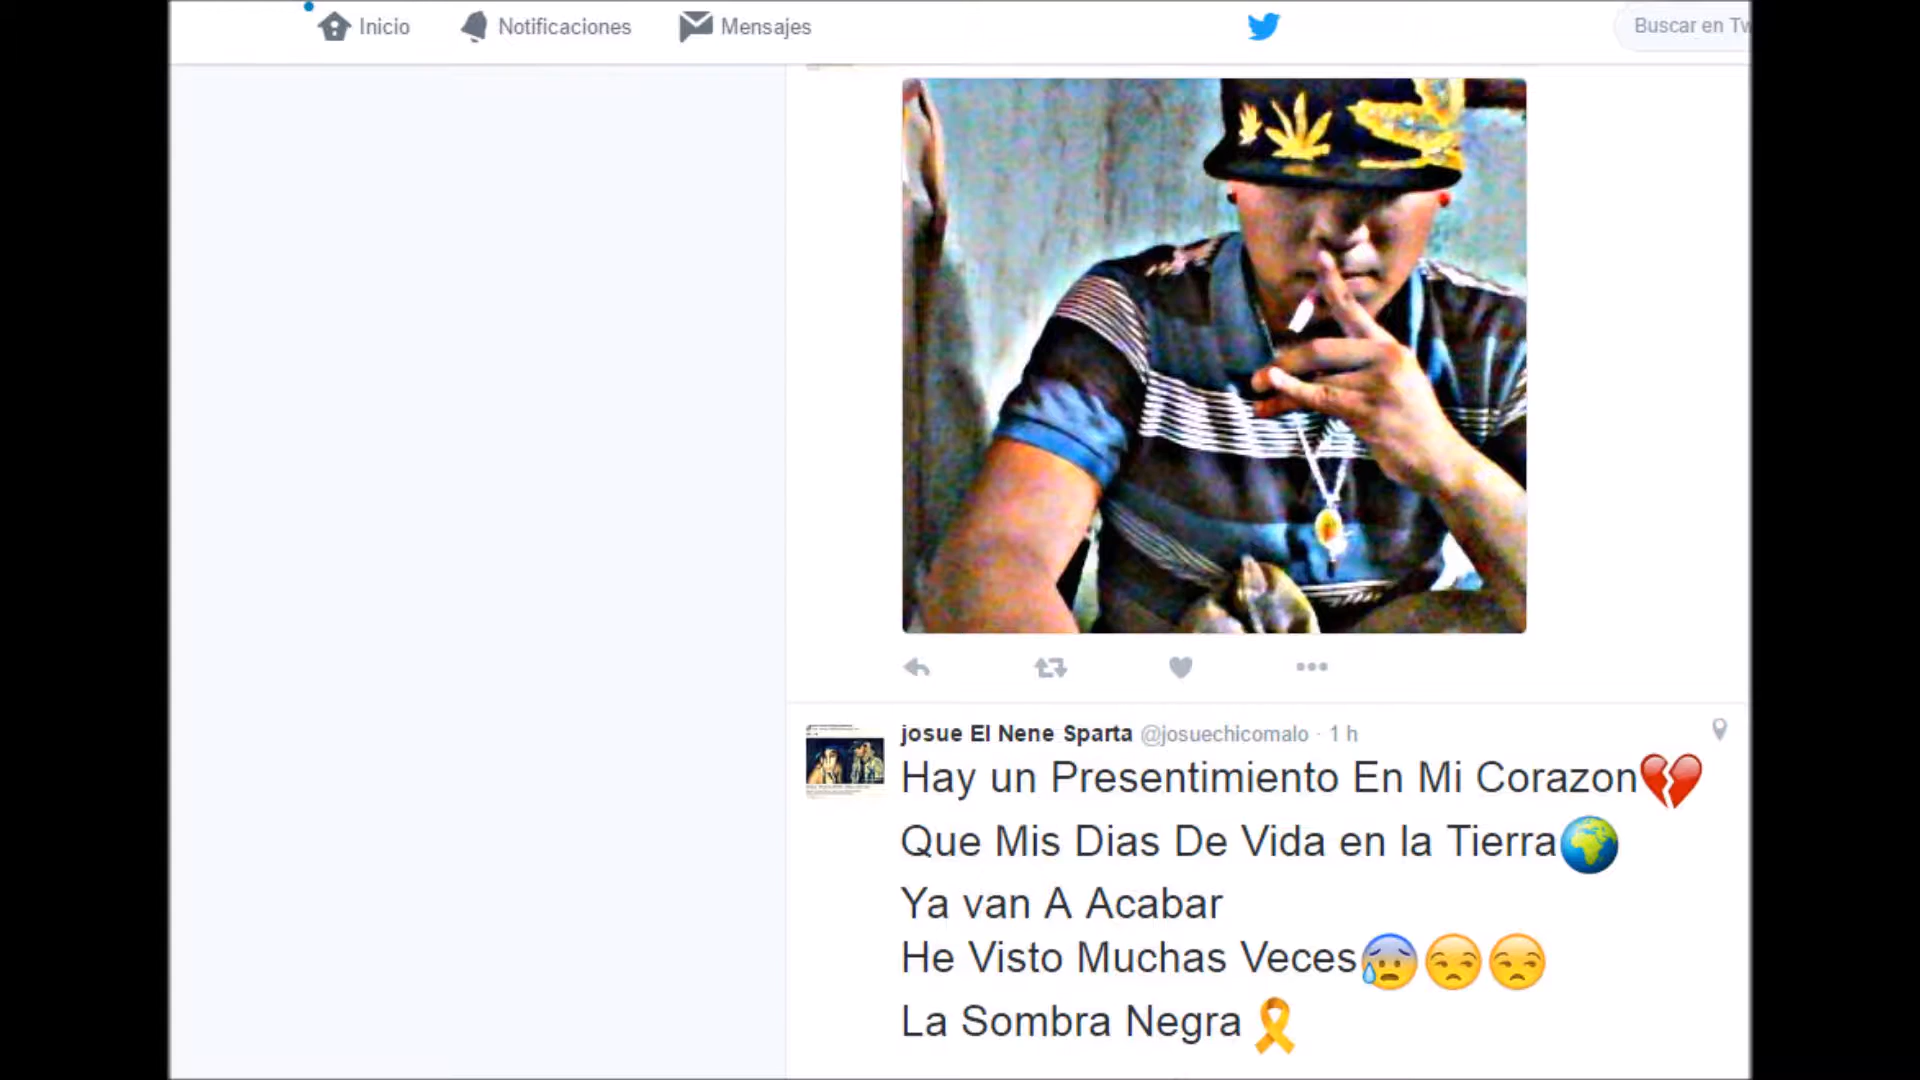 Inicio
Notificaciones
Mensajes
Buscar en Tw
josue El Nene Sparta @josuechicomalo · 1 h
Hay un Presentimiento En Mi Corazon💔
Que Mis Dias De Vida en la Tierra🌍
Ya van A Acabar
He Visto Muchas Veces😰😒😒
La Sombra Negra🎗